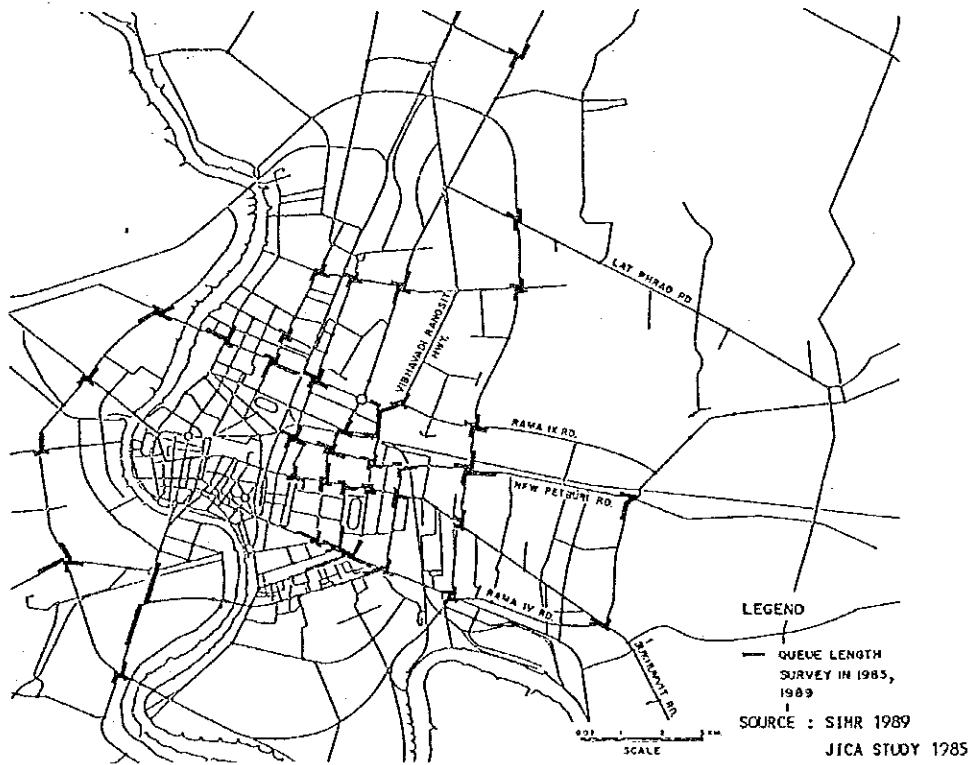 LAT PHRAO RD.
VIBHAVADI RANGSIT
HWY.
RAMA IX RD.
NEW PETBURI RD.
RAMA IV RD.
SUKHUMVIT RD.
LEGEND
QUEUE LENGTH
SURVEY IN 1985,
1989
SOURCE : SIMR 1989
JICA STUDY 1985
SCALE